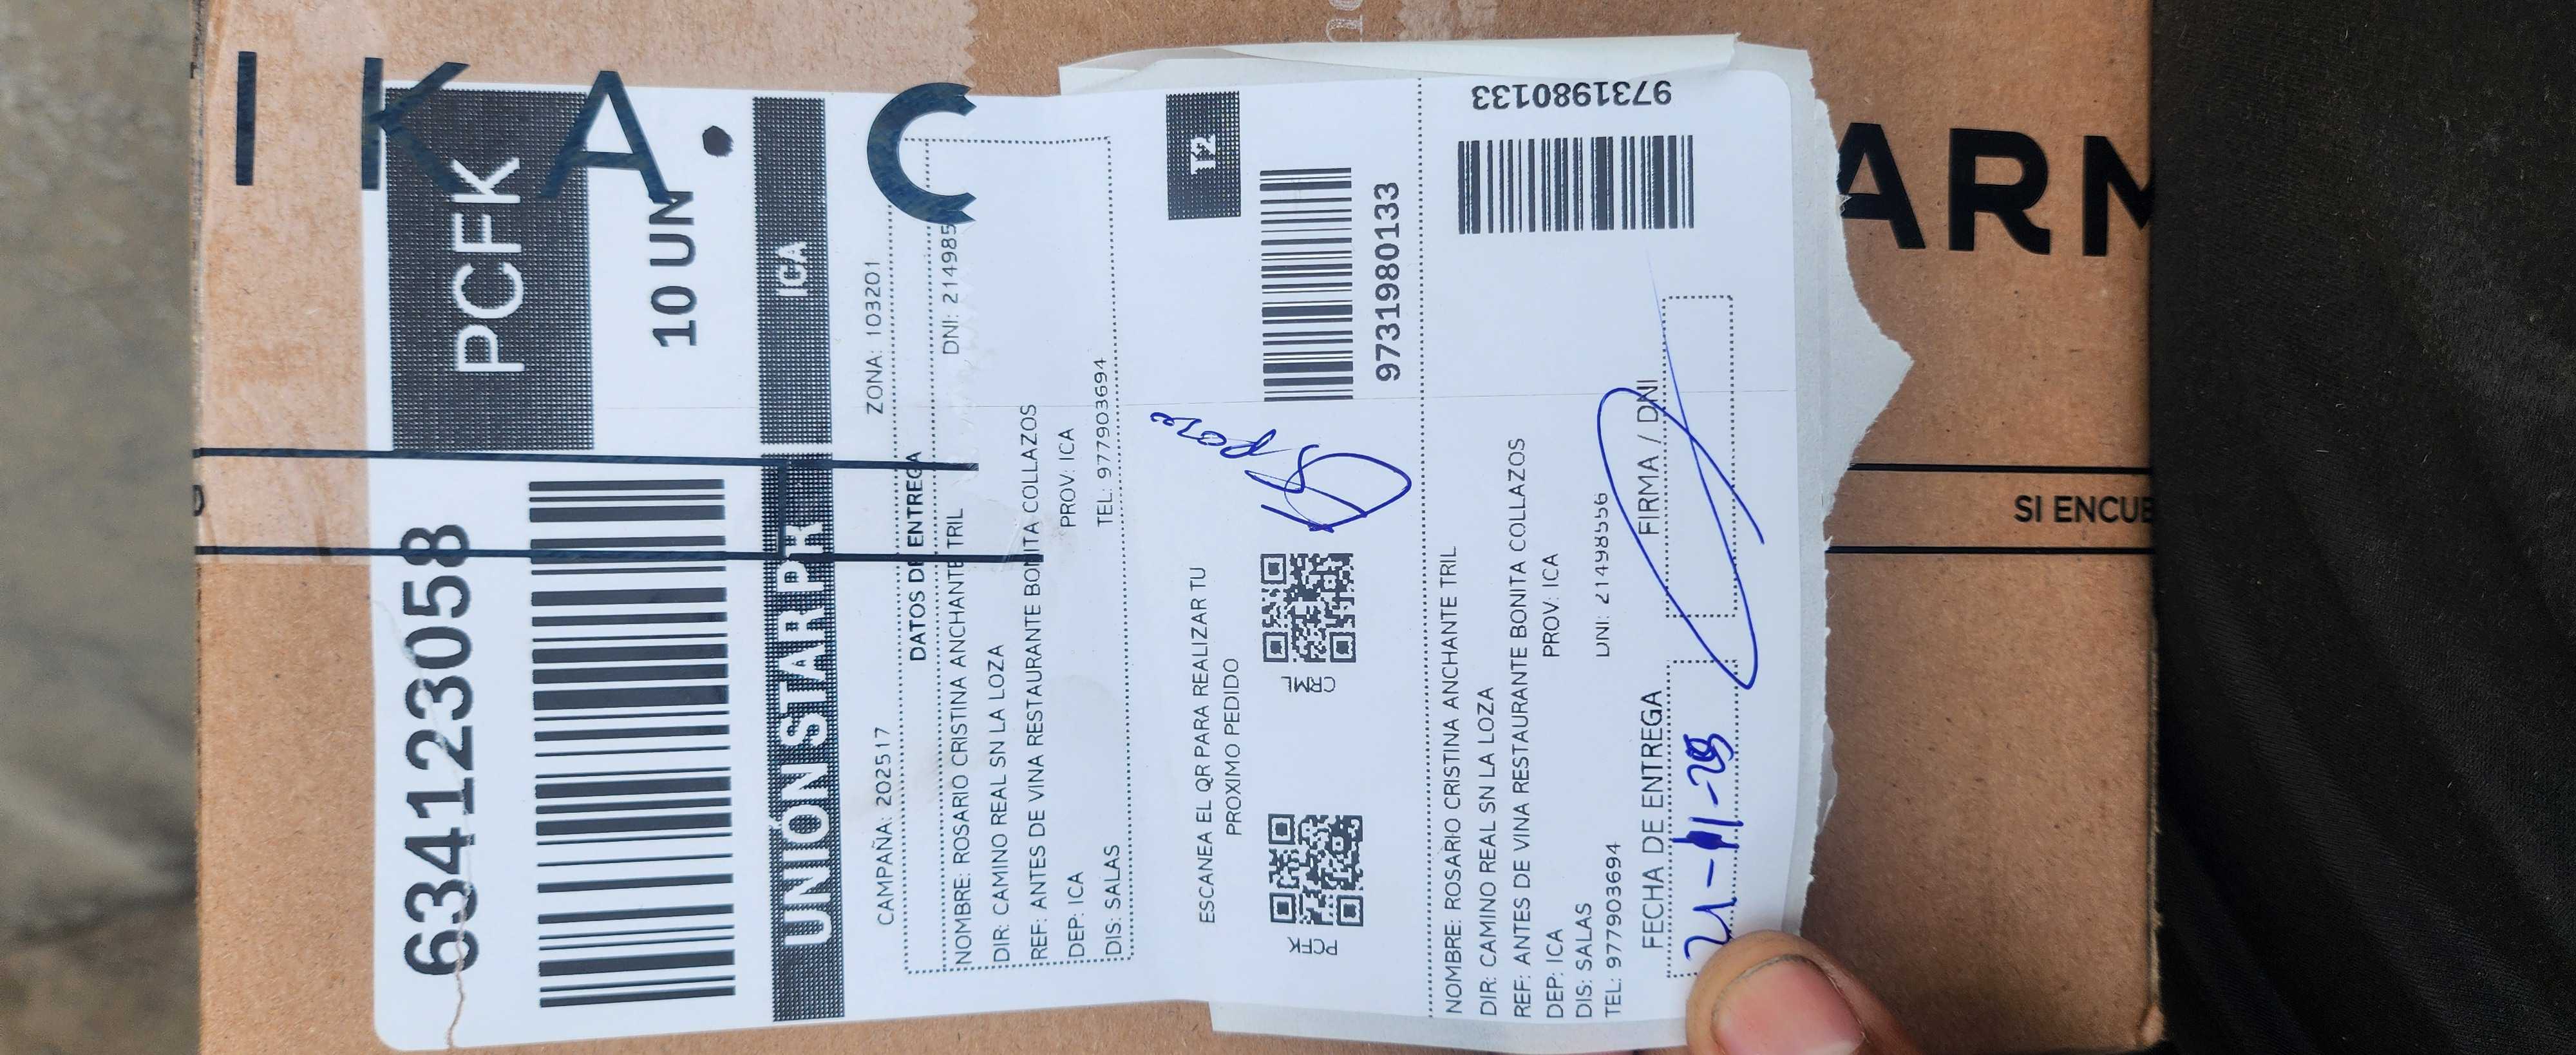 I K A . C
634123058
PCFK
10 UN
UNIÓN STAR PR
ICA
CAMPAÑA: 202517
ZONA: 103201
DATOS DE ENTREGA
NOMBRE: ROSARIO CRISTINA ANCHANTE TRIL
DNI: 214985
DIR: CAMINO REAL SN LA LOZA
REF: ANTES DE VINA RESTAURANTE BONITA COLLAZOS
DEP: ICA
PROV: ICA
DIS: SALAS
TEL: 977903694
12
ESCANEA EL QR PARA REALIZAR TU
PROXIMO PEDIDO
PCFK
CRML
9731980133
NOMBRE: ROSARIO CRISTINA ANCHANTE TRIL
DIR: CAMINO REAL SN LA LOZA
REF: ANTES DE VINA RESTAURANTE BONITA COLLAZOS
DEP: ICA
PROV: ICA
DIS: SALAS
TEL: 977903694
DNI: 21498556
9731980133
FECHA DE ENTREGA
FIRMA / DNI
21-11-25
ARM
SI ENCUE